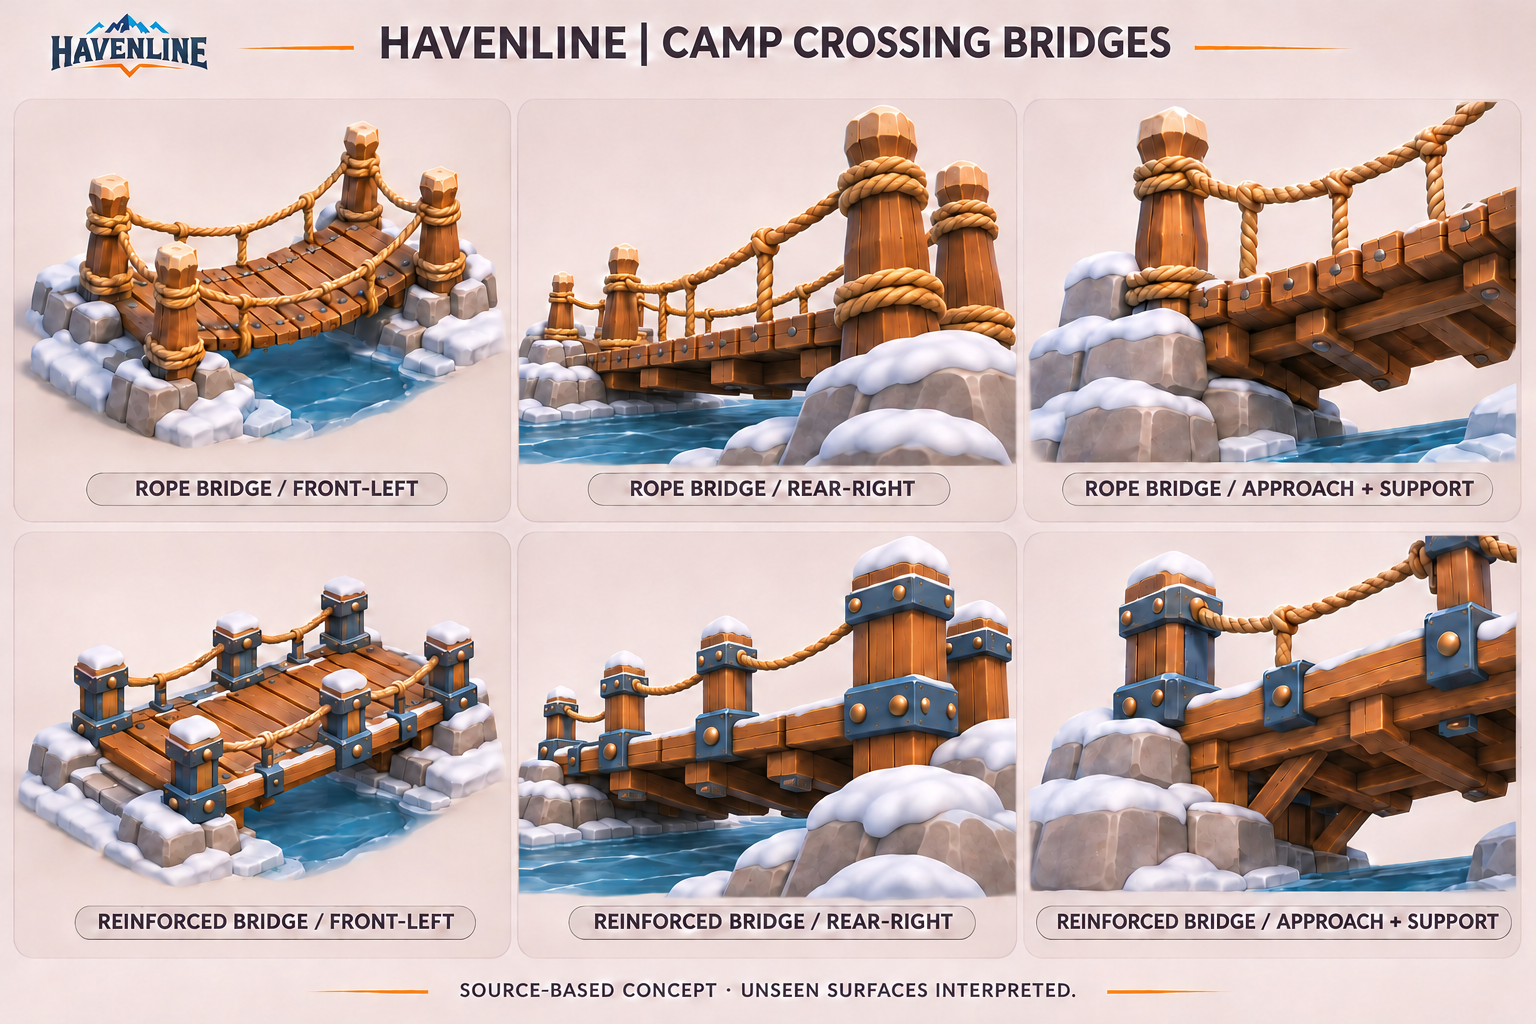 HAVENLINE
HAVENLINE | CAMP CROSSING BRIDGES
ROPE BRIDGE / FRONT-LEFT
ROPE BRIDGE / REAR-RIGHT
ROPE BRIDGE / APPROACH + SUPPORT
REINFORCED BRIDGE / FRONT-LEFT
REINFORCED BRIDGE / REAR-RIGHT
REINFORCED BRIDGE / APPROACH + SUPPORT
SOURCE-BASED CONCEPT · UNSEEN SURFACES INTERPRETED.